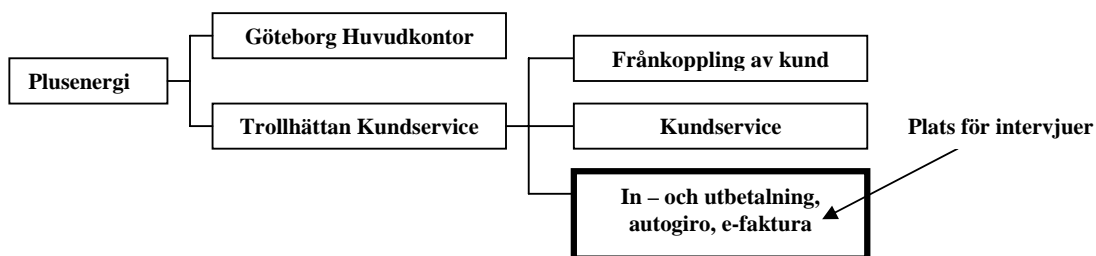 Göteborg Huvudkontor
Frånkoppling av kund
Plusenergi
Trollhättan Kundservice
Kundservice
Plats för intervjuer
In – och utbetalning,
autogiro, e-faktura